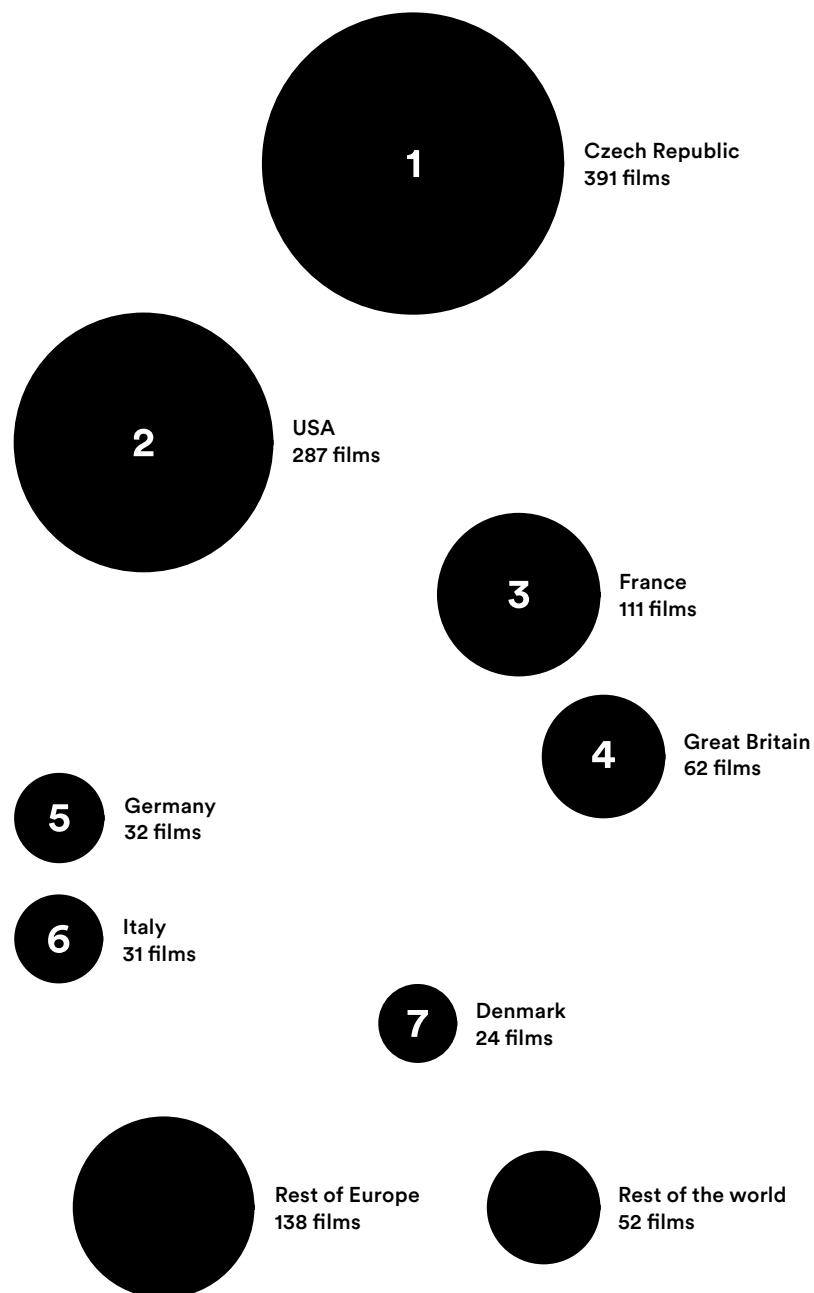 1
Czech Republic
391 films
2
USA
287 films
3
France
111 films
4
Great Britain
62 films
5
Germany
32 films
6
Italy
31 films
7
Denmark
24 films
Rest of Europe
138 films
Rest of the world
52 films